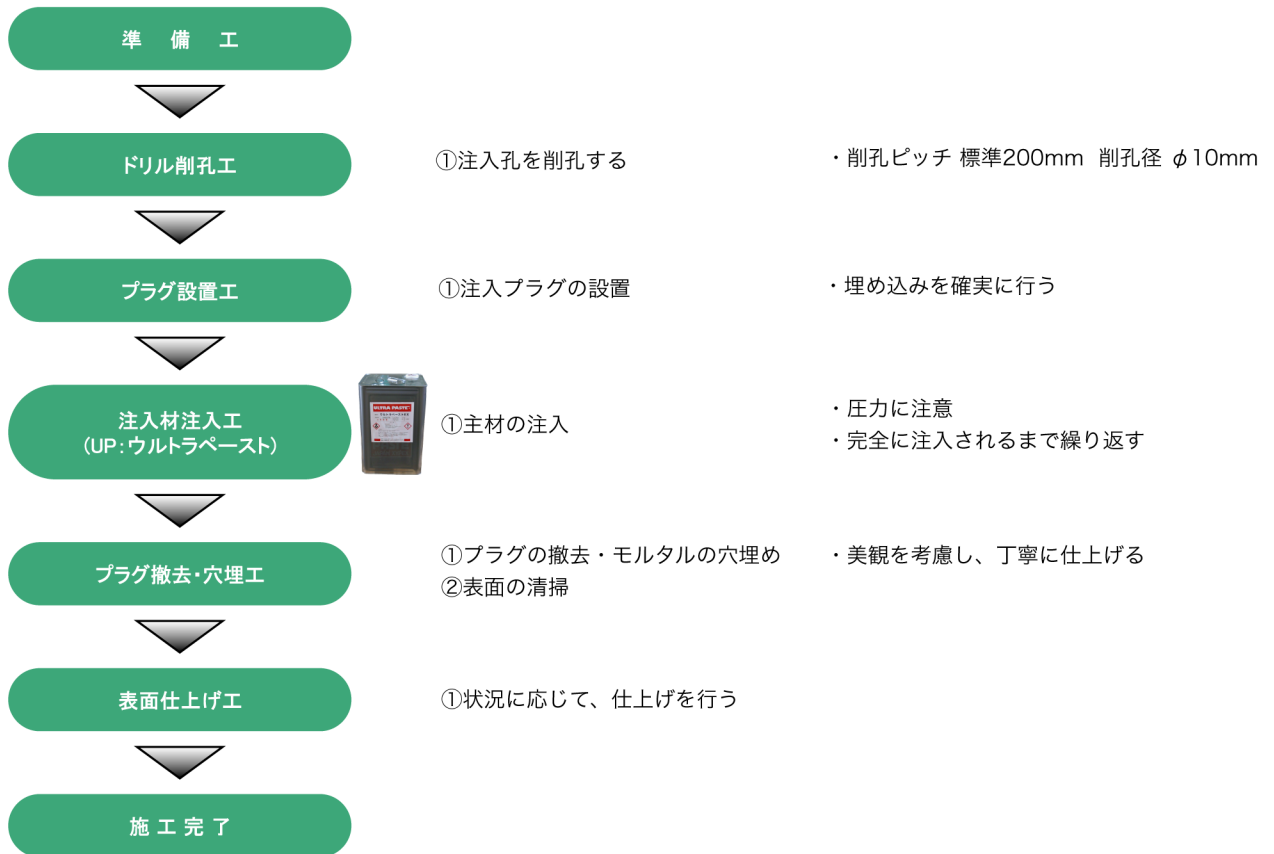 準 備 工
ドリル削孔工
①注入孔を削孔する
・削孔ピッチ 標準200mm 削孔径 φ10mm
プラグ設置工
①注入プラグの設置
・埋め込みを確実に行う
注入材注入工
(UP:ウルトラペースト)
ULTRA PASTE
①主材の注入
・圧力に注意
・完全に注入されるまで繰り返す
プラグ撤去・穴埋工
①プラグの撤去・モルタルの穴埋め
②表面の清掃
・美観を考慮し、丁寧に仕上げる
表面仕上げ工
①状況に応じて、仕上げを行う
施 工 完 了